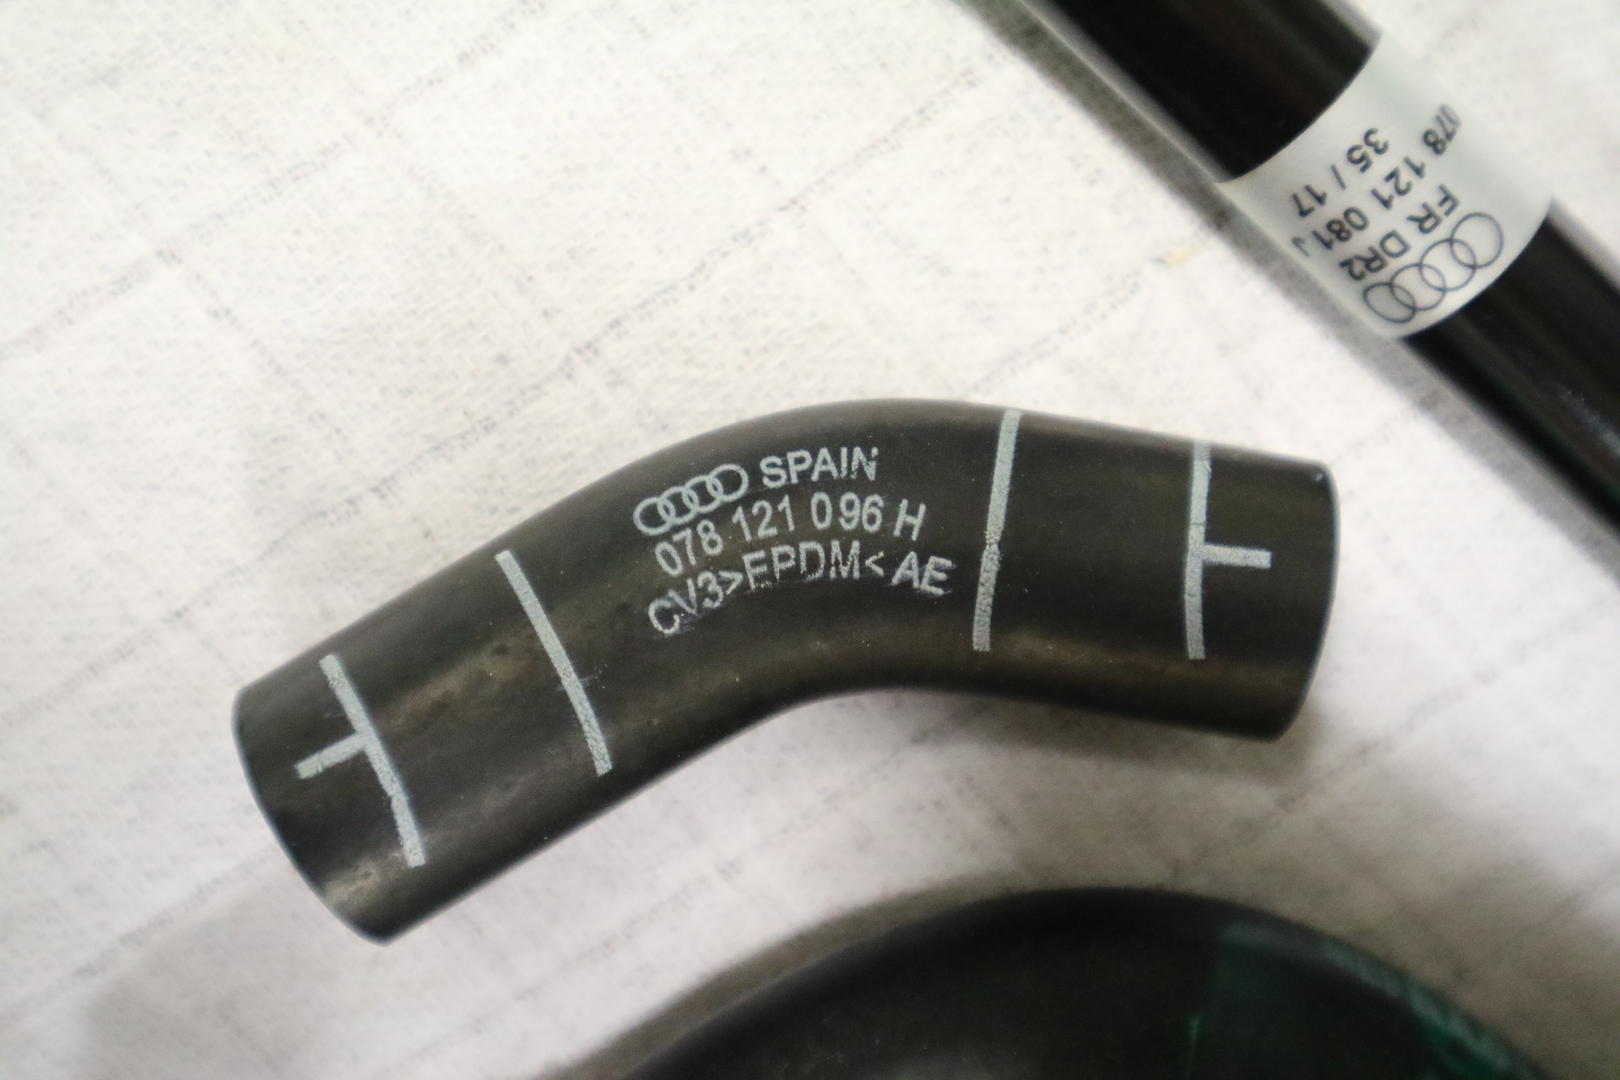 SPAIN
078 121 096 H
CV3>EPDM< AE
FR DR2
078 121 081 J
35 / 17